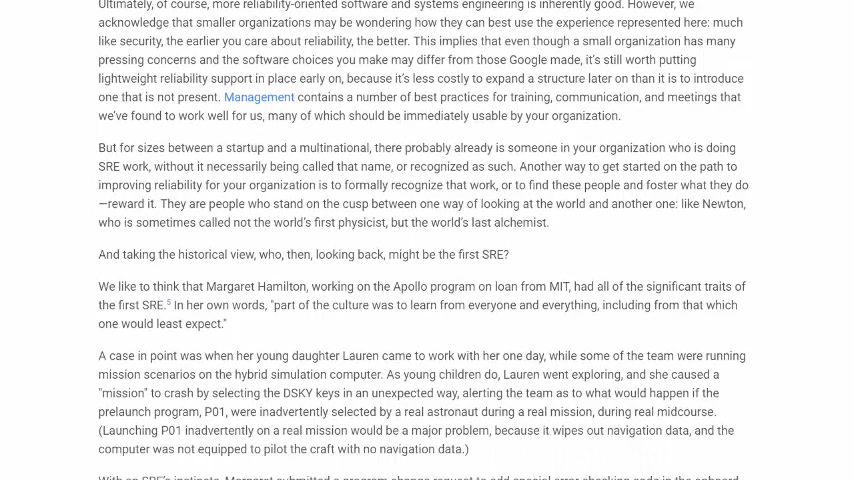 Ultimately, of course, more reliability-oriented software and systems engineering is inherently good. However, we
acknowledge that smaller organizations may be wondering how they can best use the experience represented here: much
like security, the earlier you care about reliability, the better. This implies that even though a small organization has many
pressing concerns and the software choices you make may differ from those Google made, it's still worth putting
lightweight reliability support in place early on, because it's less costly to expand a structure later on than it is to introduce
one that is not present. Management contains a number of best practices for training, communication, and meetings that
we've found to work well for us, many of which should be immediately usable by your organization.
But for sizes between a startup and a multinational, there probably already is someone in your organization who is doing
SRE work, without it necessarily being called that name, or recognized as such. Another way to get started on the path to
improving reliability for your organization is to formally recognize that work, or to find these people and foster what they do
—reward it. They are people who stand on the cusp between one way of looking at the world and another one: like Newton,
who is sometimes called not the world's first physicist, but the world's last alchemist.
And taking the historical view, who, then, looking back, might be the first SRE?
We like to think that Margaret Hamilton, working on the Apollo program on loan from MIT, had all of the significant traits of
the first SRE.5 In her own words, "part of the culture was to learn from everyone and everything, including from that which
one would least expect."
A case in point was when her young daughter Lauren came to work with her one day, while some of the team were running
mission scenarios on the hybrid simulation computer. As young children do, Lauren went exploring, and she caused a
"mission" to crash by selecting the DSKY keys in an unexpected way, alerting the team as to what would happen if the
prelaunch program, P01, were inadvertently selected by a real astronaut during a real mission, during real midcourse.
(Launching P01 inadvertently on a real mission would be a major problem, because it wipes out navigation data, and the
computer was not equipped to pilot the craft with no navigation data.)
With an SRE's instincts, Margaret submitted a program change request to add special error checking code in the onboard